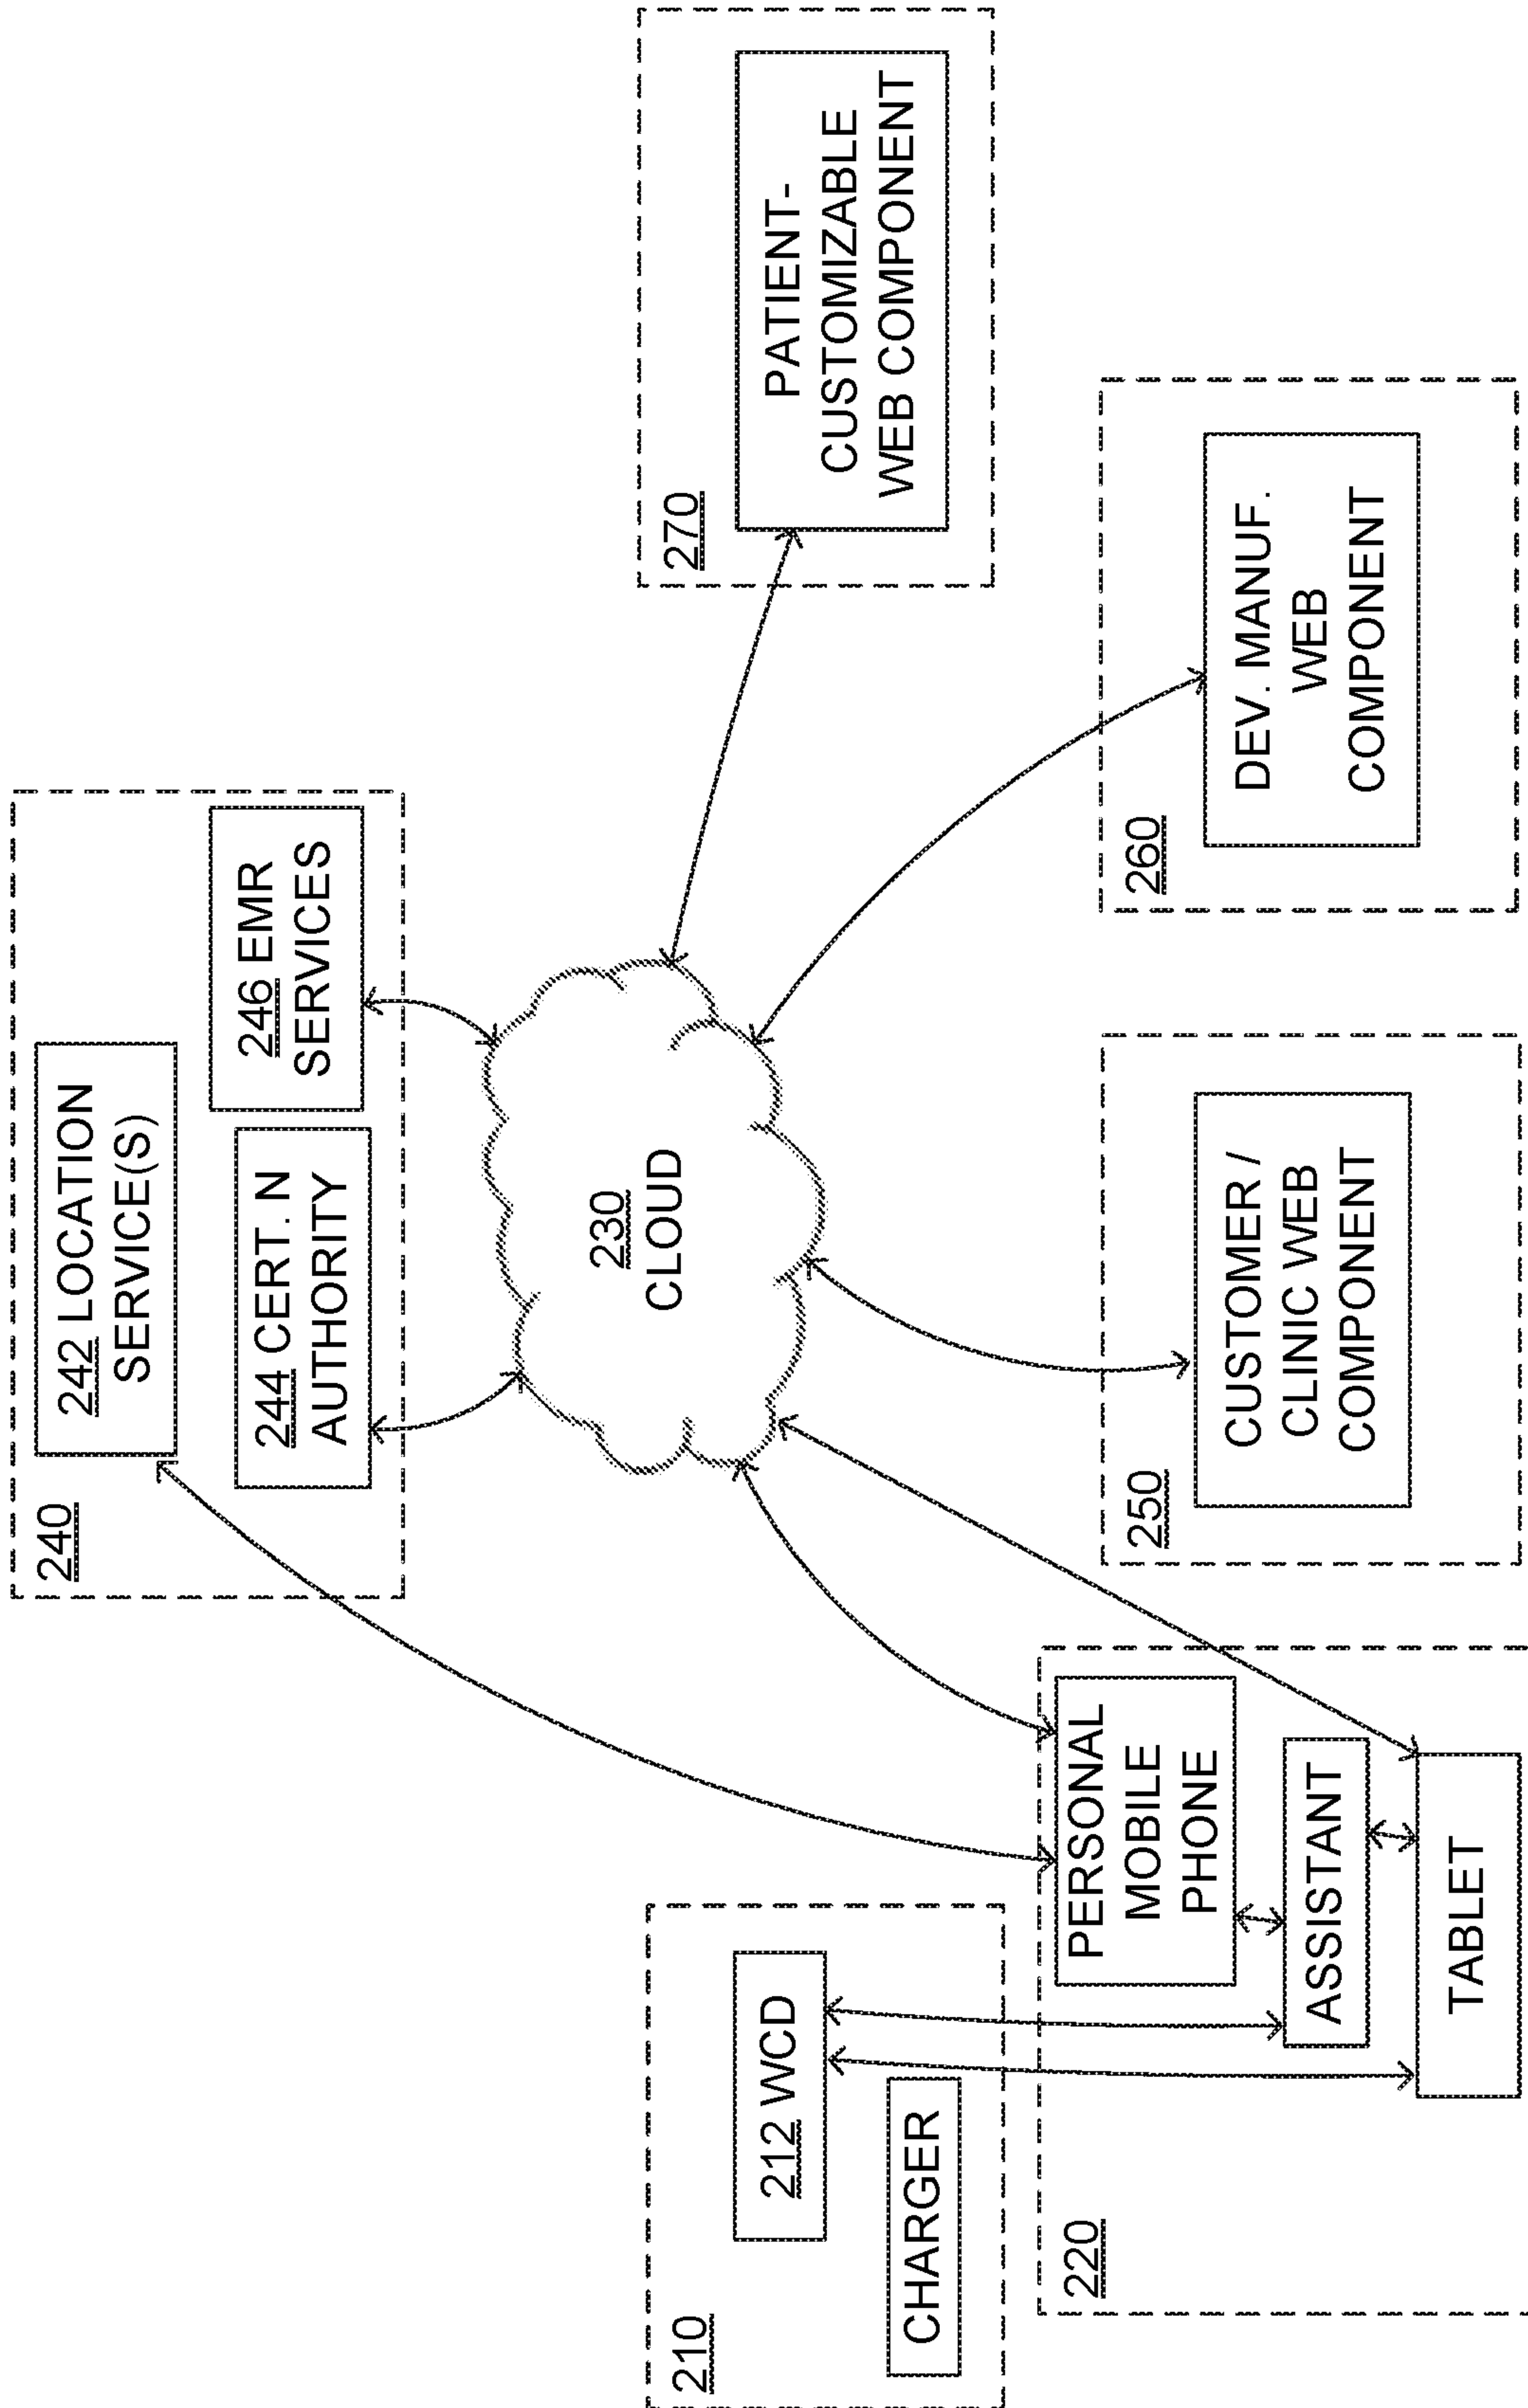 240
242 LOCATION
SERVICE(S)
244 CERT. N
AUTHORITY
246 EMR
SERVICES
210
212 WCD
CHARGER
230
CLOUD
270
PATIENT-
CUSTOMIZABLE
WEB COMPONENT
220
PERSONAL
MOBILE
PHONE
ASSISTANT
TABLET
250
CUSTOMER /
CLINIC WEB
COMPONENT
260
DEV. MANUF.
WEB
COMPONENT